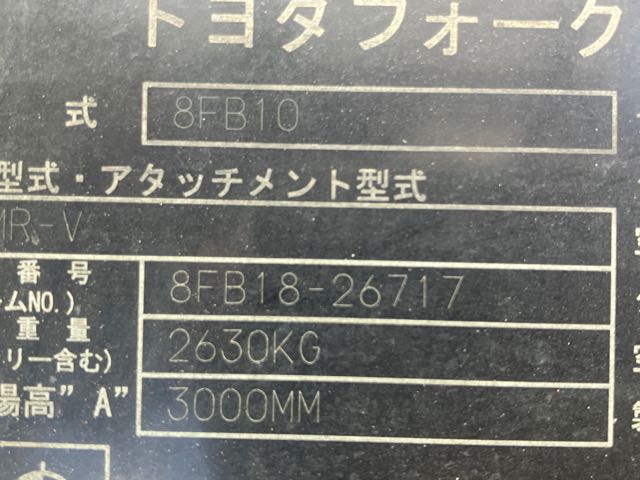 トヨタフォーク
式 8FB10
型式・アタッチメント型式
MR-V
番号 8FB18-26717
ームNO.)
重量 2630KG
リー含む)
揚高”A” 3000MM